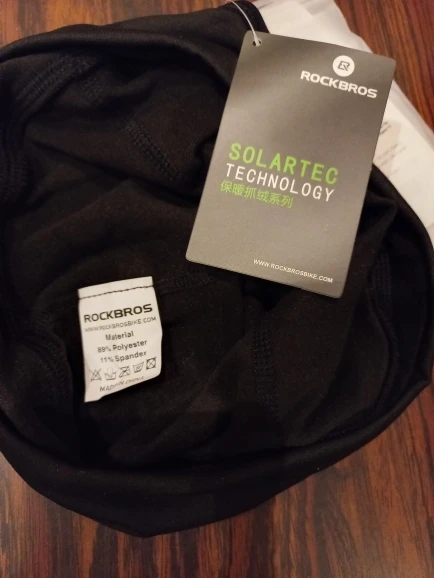 ROCKBROS
SOLARTEC
TECHNOLOGY
保暖抓绒系列
WWW.ROCKBROSBIKE.COM
ROCKBROS
WWW.ROCKBROSBIKE.COM
Material
89% Polyester
11% Spandex
Made in China